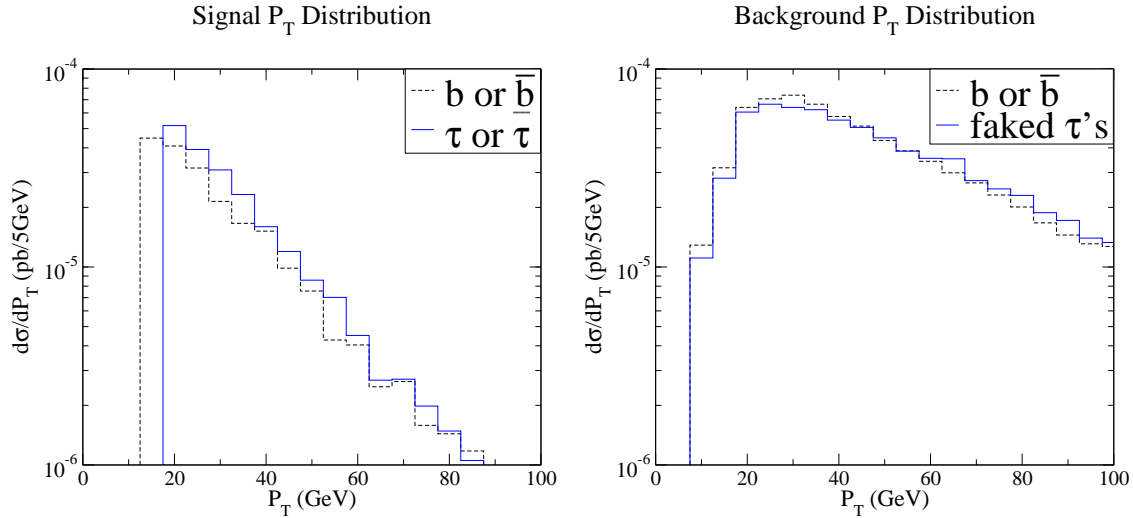 Signal P_T Distribution
10^-4
10^-5
10^-6
dσ/dP_T (pb/5GeV)
b or b̅
τ or τ̅
0 20 40 60 80 100
P_T (GeV)
Background P_T Distribution
10^-4
10^-5
10^-6
dσ/dP_T (pb/5GeV)
b or b̅
faked τ's
0 20 40 60 80 100
P_T (GeV)